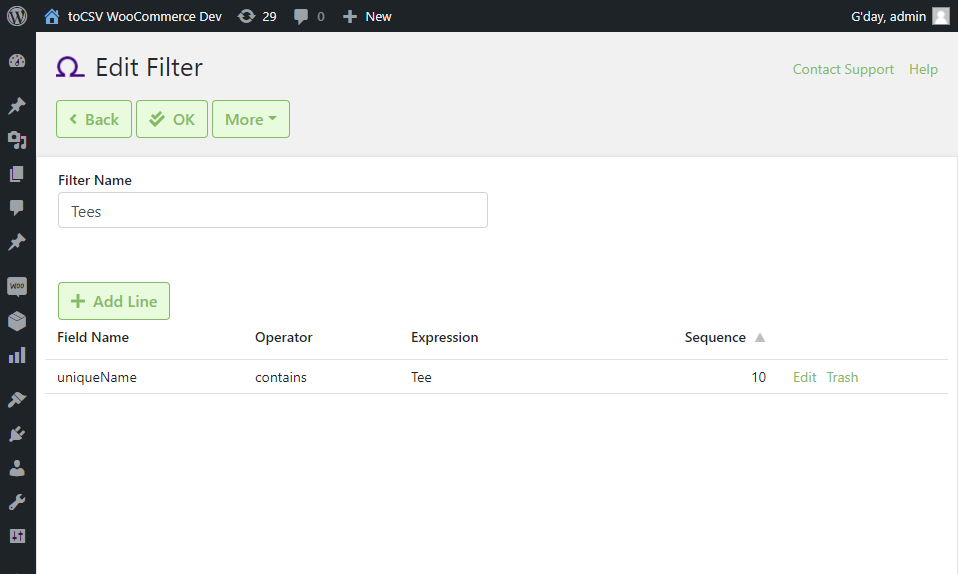 toCSV WooCommerce Dev 29 0 New G'day, admin
Edit Filter
Contact Support Help
Back OK More
Filter Name
Tees
Add Line
Field Name Operator Expression Sequence
uniqueName contains Tee 10 Edit Trash